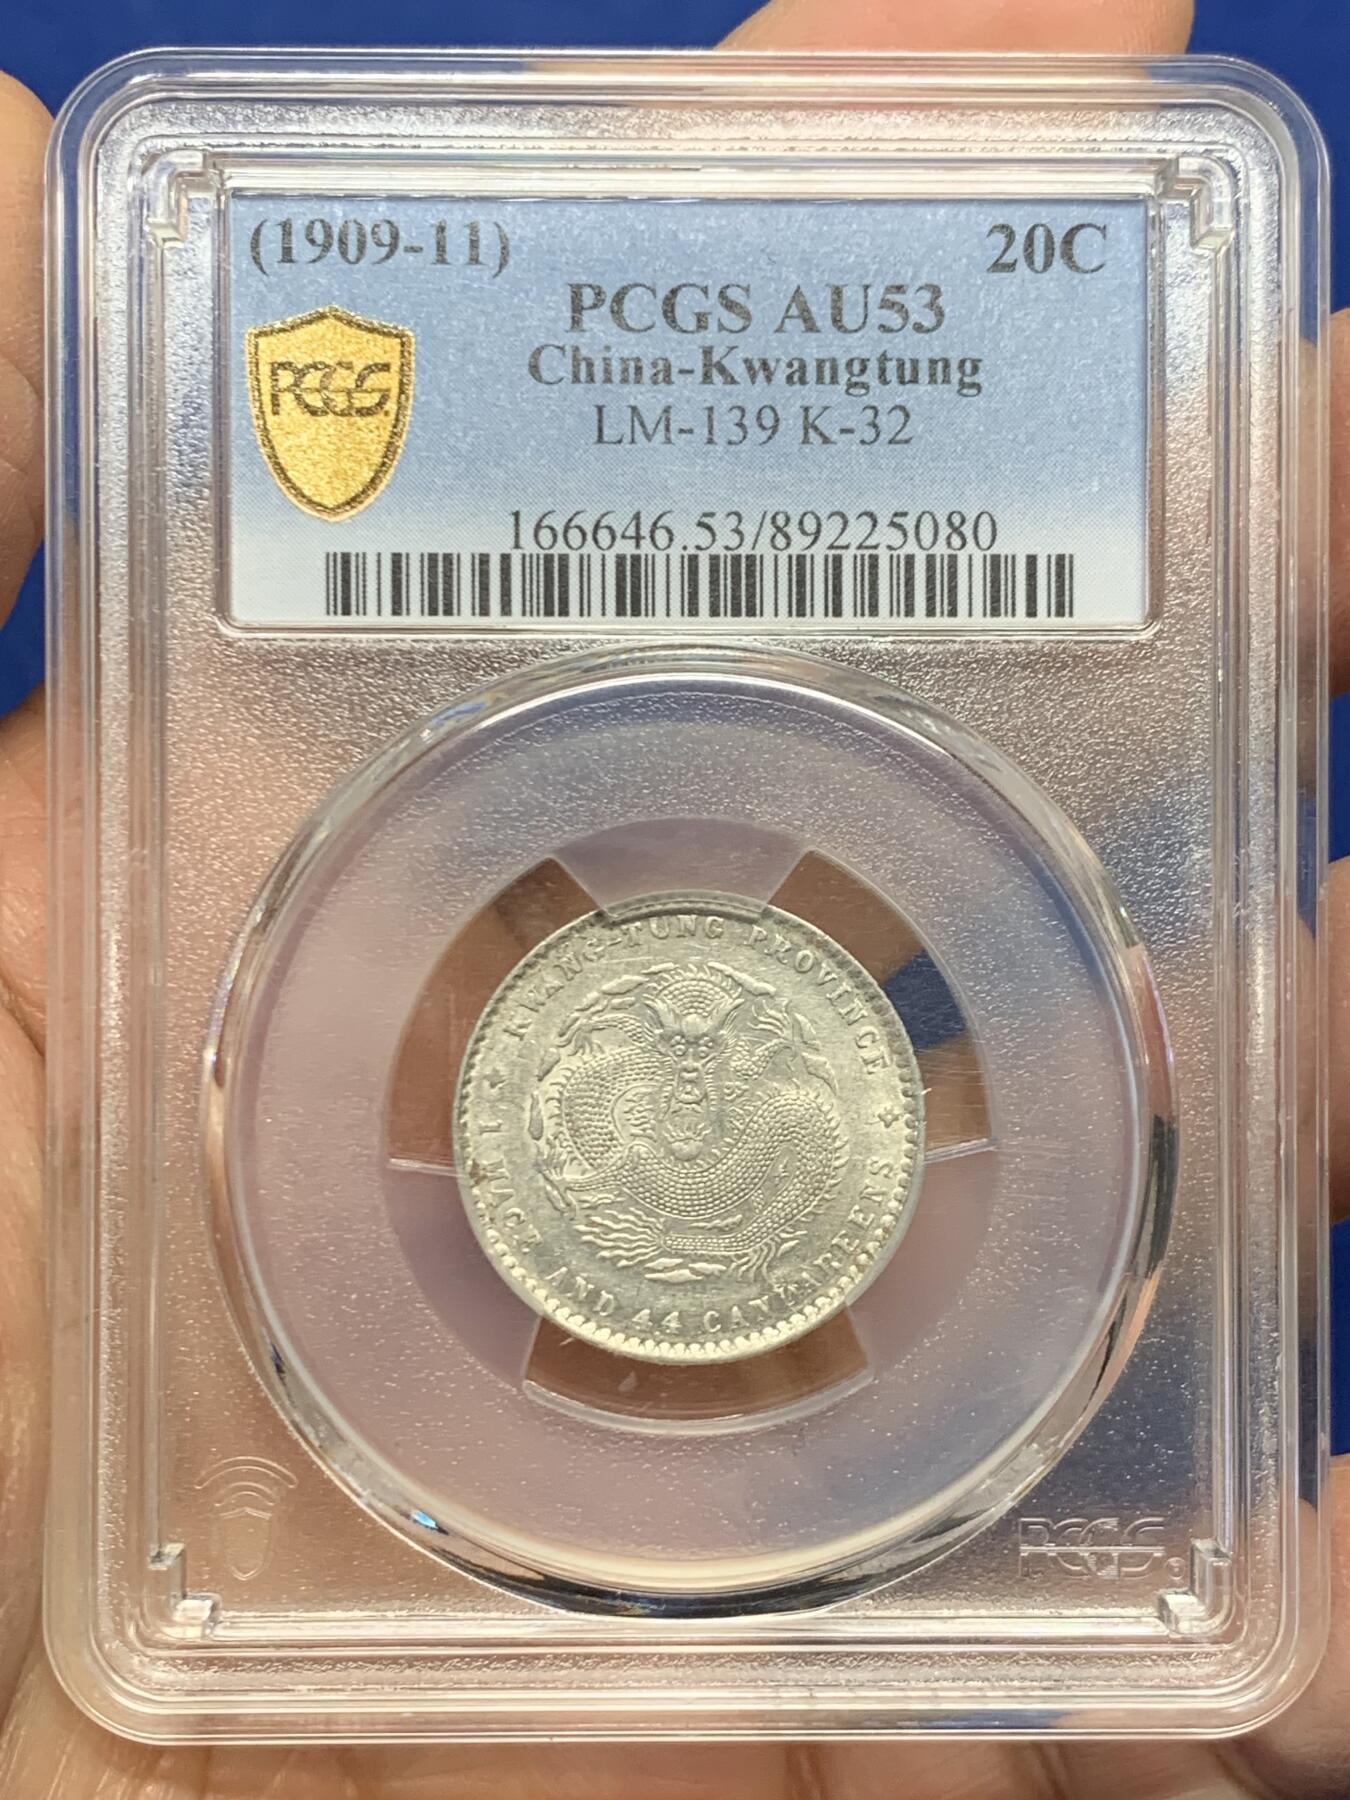 (1909-11) 20C
PCGS AU53
China-Kwangtung
LM-139 K-32
PCGS
166646.53/89225080
KWANG-TUNG PROVINCE
1 MACE AND 44 CANDAREENS
PCGS